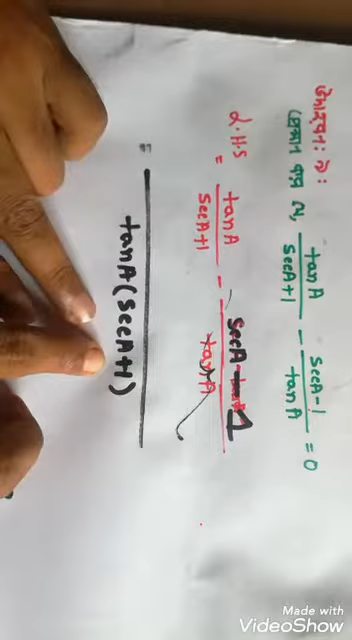 উদাহরণ: ৯:
প্রমাণ কর যে, tanA/secA+1 - secA-1/tanA = 0
L.H.S
= tanA/secA+1 - secA-1/tanA
=
tanA(secA+1)
Made with
VideoShow